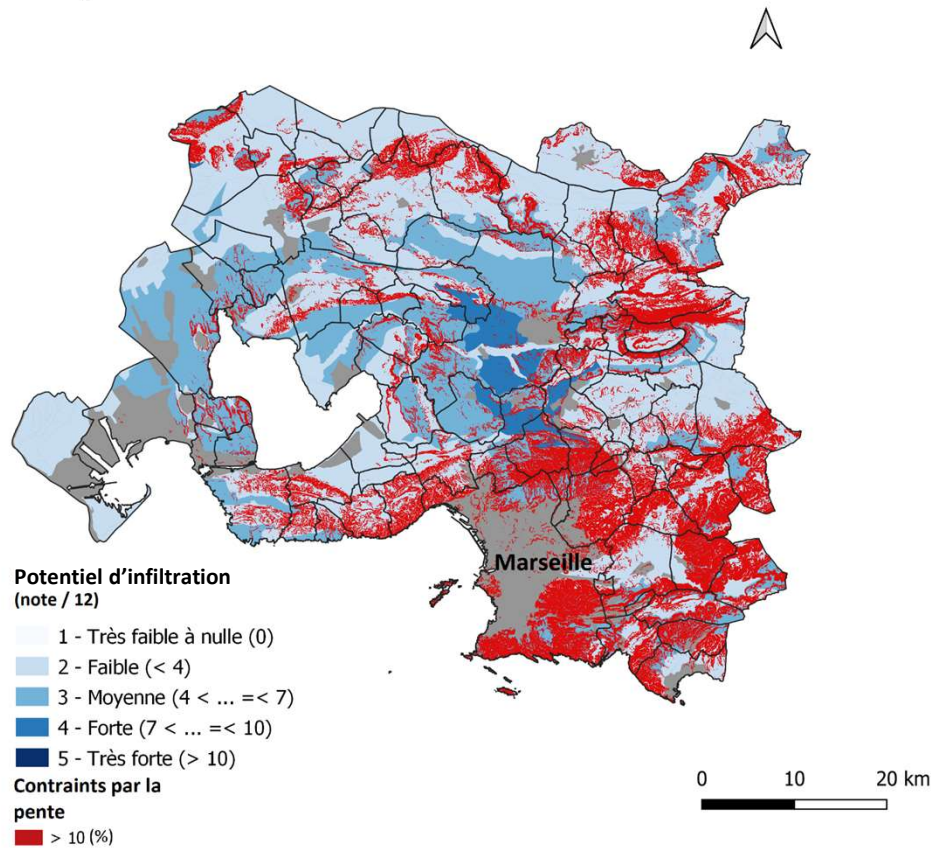 Marseille
Potentiel d’infiltration
(note / 12)
1 - Très faible à nulle (0)
2 - Faible (< 4)
3 - Moyenne (4 < ... =< 7)
4 - Forte (7 < ... =< 10)
5 - Très forte (> 10)
Contraints par la
pente
> 10 (%)
0 10 20 km